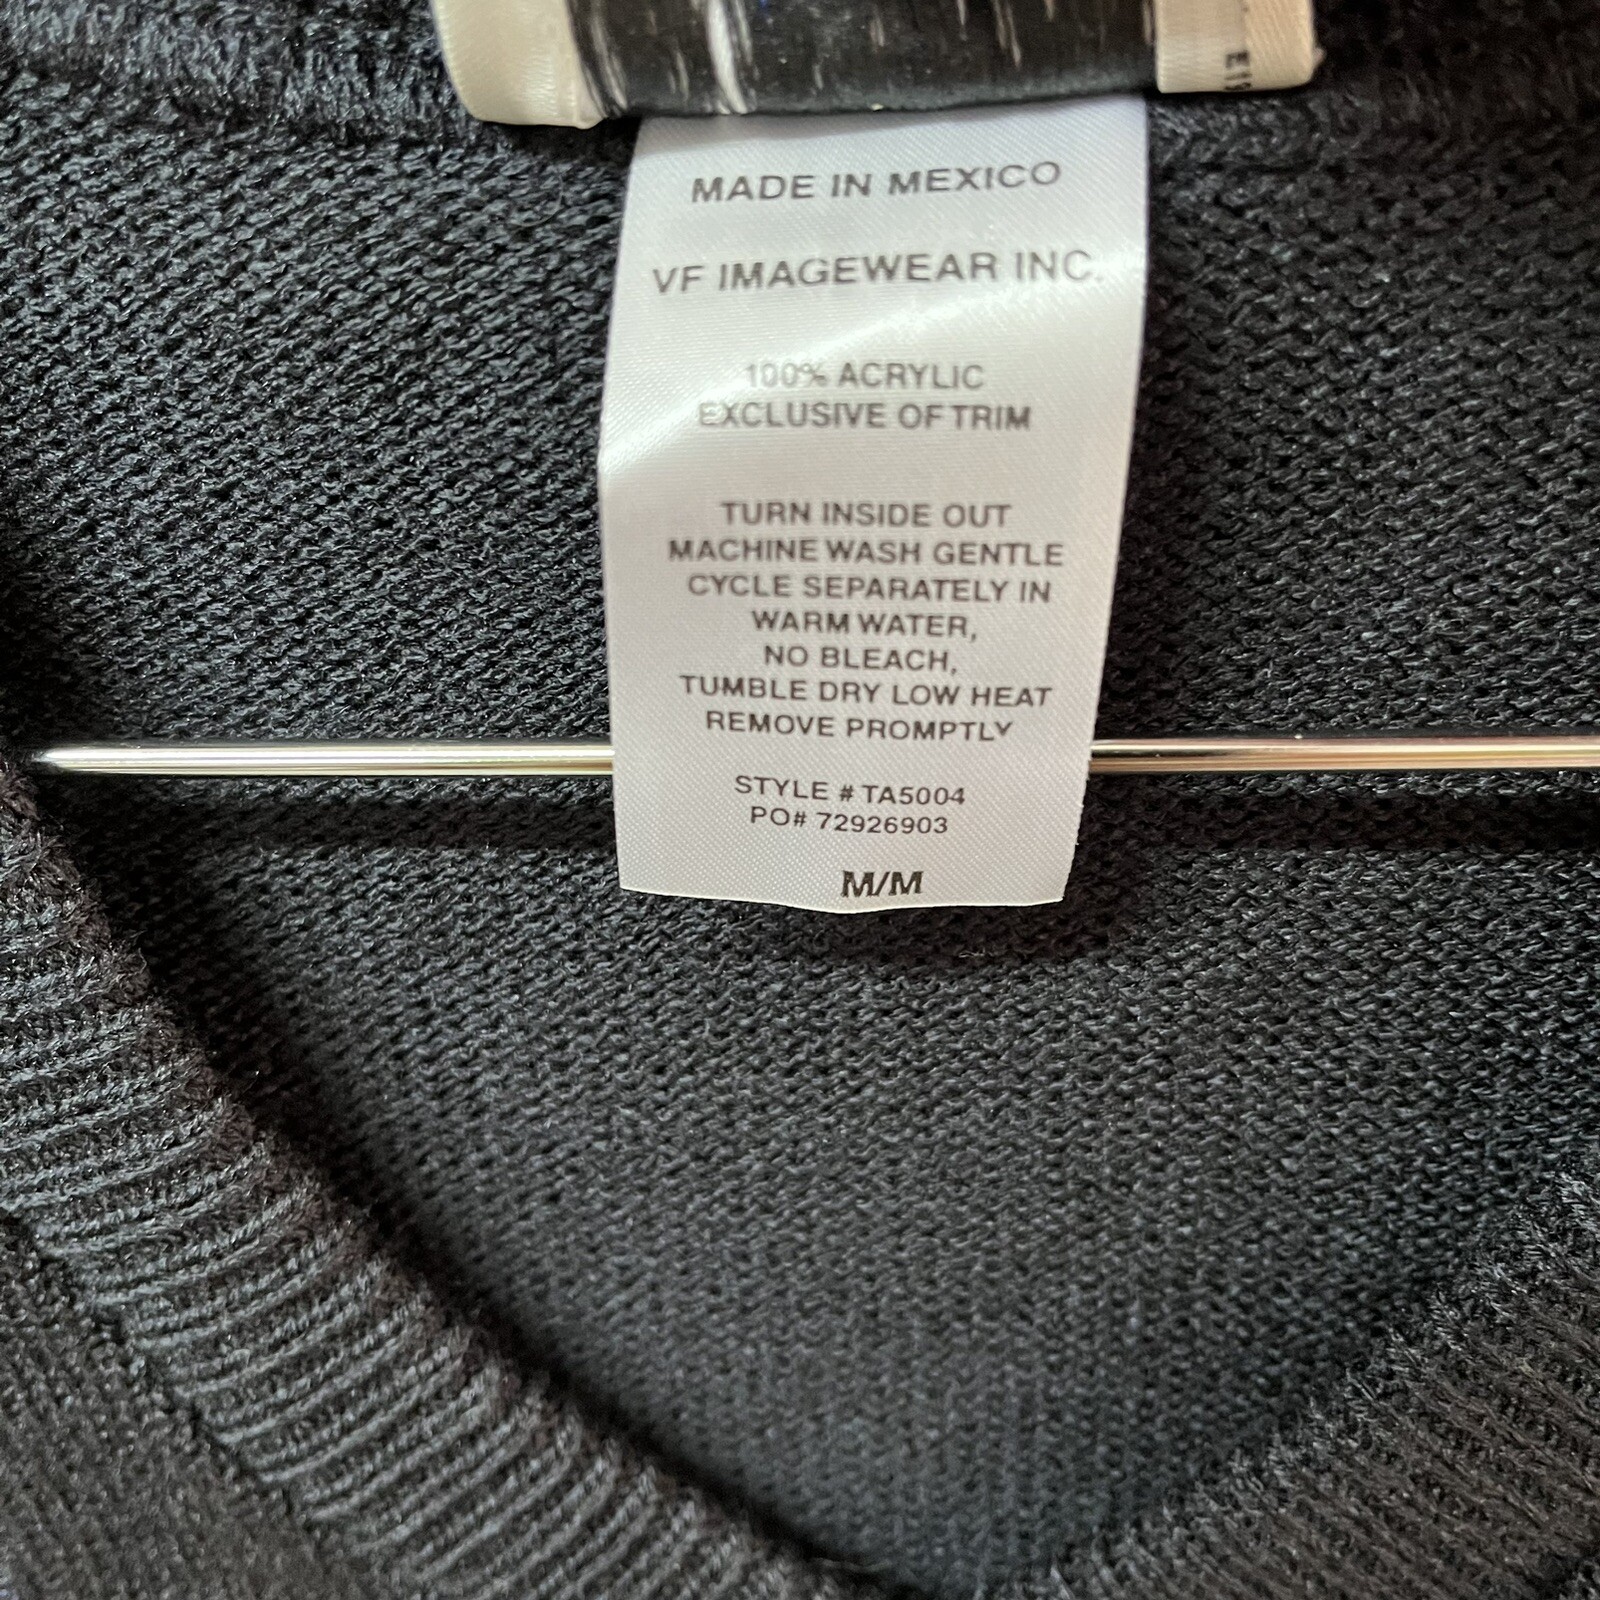 MADE IN MEXICO
VF IMAGEWEAR INC.
100% ACRYLIC
EXCLUSIVE OF TRIM
TURN INSIDE OUT
MACHINE WASH GENTLE
CYCLE SEPARATELY IN
WARM WATER,
NO BLEACH,
TUMBLE DRY LOW HEAT
REMOVE PROMPTLY
STYLE # TA5004
PO# 72926903
M/M